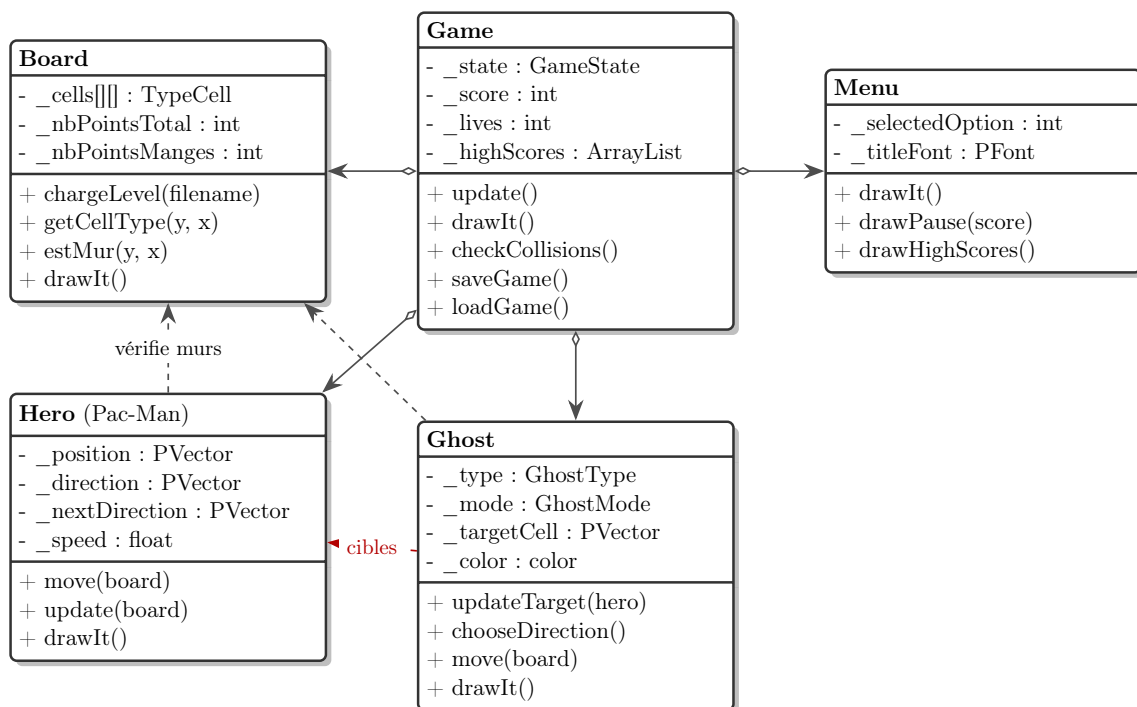 Board
- _cells[][] : TypeCell
- _nbPointsTotal : int
- _nbPointsManges : int
+ chargeLevel(filename)
+ getCellType(y, x)
+ estMur(y, x)
+ drawIt()
Game
- _state : GameState
- _score : int
- _lives : int
- _highScores : ArrayList
+ update()
+ drawIt()
+ checkCollisions()
+ saveGame()
+ loadGame()
Menu
- _selectedOption : int
- _titleFont : PFont
+ drawIt()
+ drawPause(score)
+ drawHighScores()
vérifie murs
Hero (Pac-Man)
- _position : PVector
- _direction : PVector
- _nextDirection : PVector
- _speed : float
+ move(board)
+ update(board)
+ drawIt()
cibles
Ghost
- _type : GhostType
- _mode : GhostMode
- _targetCell : PVector
- _color : color
+ updateTarget(hero)
+ chooseDirection()
+ move(board)
+ drawIt()